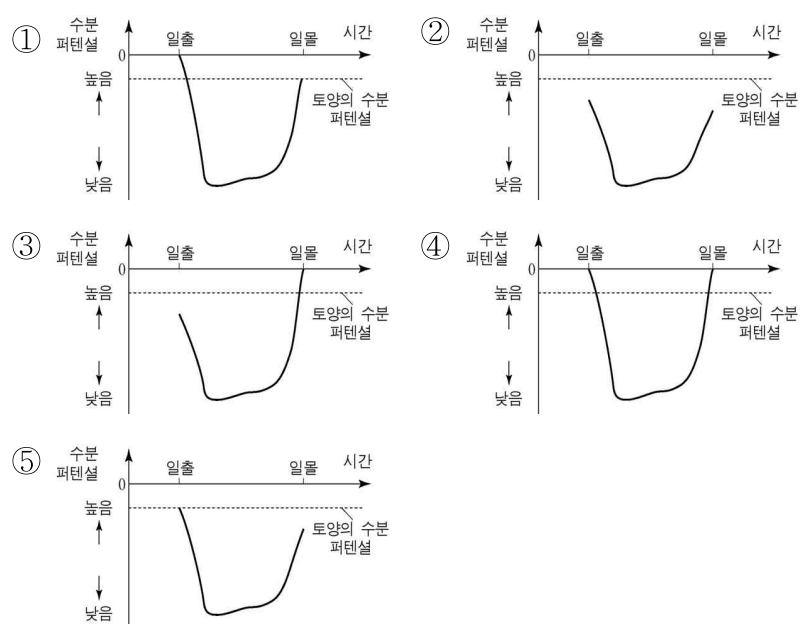 ①
수분
퍼텐셜
0
일출
일몰
시간
높음
토양의 수분
퍼텐셜
낮음
②
수분
퍼텐셜
0
일출
일몰
시간
높음
토양의 수분
퍼텐셜
낮음
③
수분
퍼텐셜
0
일출
일몰
시간
높음
토양의 수분
퍼텐셜
낮음
④
수분
퍼텐셜
0
일출
일몰
시간
높음
토양의 수분
퍼텐셜
낮음
⑤
수분
퍼텐셜
0
일출
일몰
시간
높음
토양의 수분
퍼텐셜
낮음